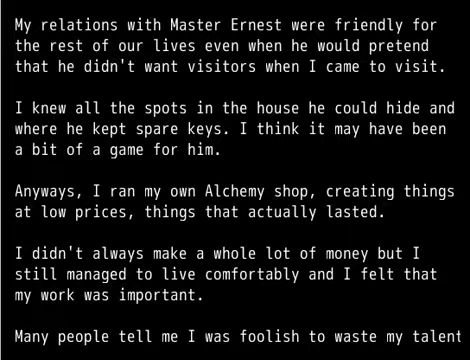 My relations with Master Ernest were friendly for
the rest of our lives even when he would pretend
that he didn't want visitors when I came to visit.
I knew all the spots in the house he could hide and
where he kept spare keys. I think it may have been
a bit of a game for him.
Anyways, I ran my own Alchemy shop, creating things
at low prices, things that actually lasted.
I didn't always make a whole lot of money but I
still managed to live comfortably and I felt that
my work was important.
Many people tell me I was foolish to waste my talent